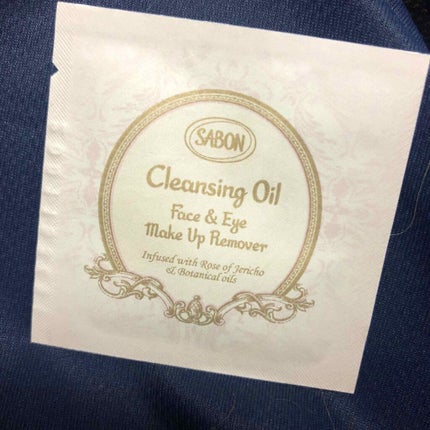 SABON
Cleansing Oil
Face & Eye
Make Up Remover
Infused with Rose of Jericho
& Botanical oils